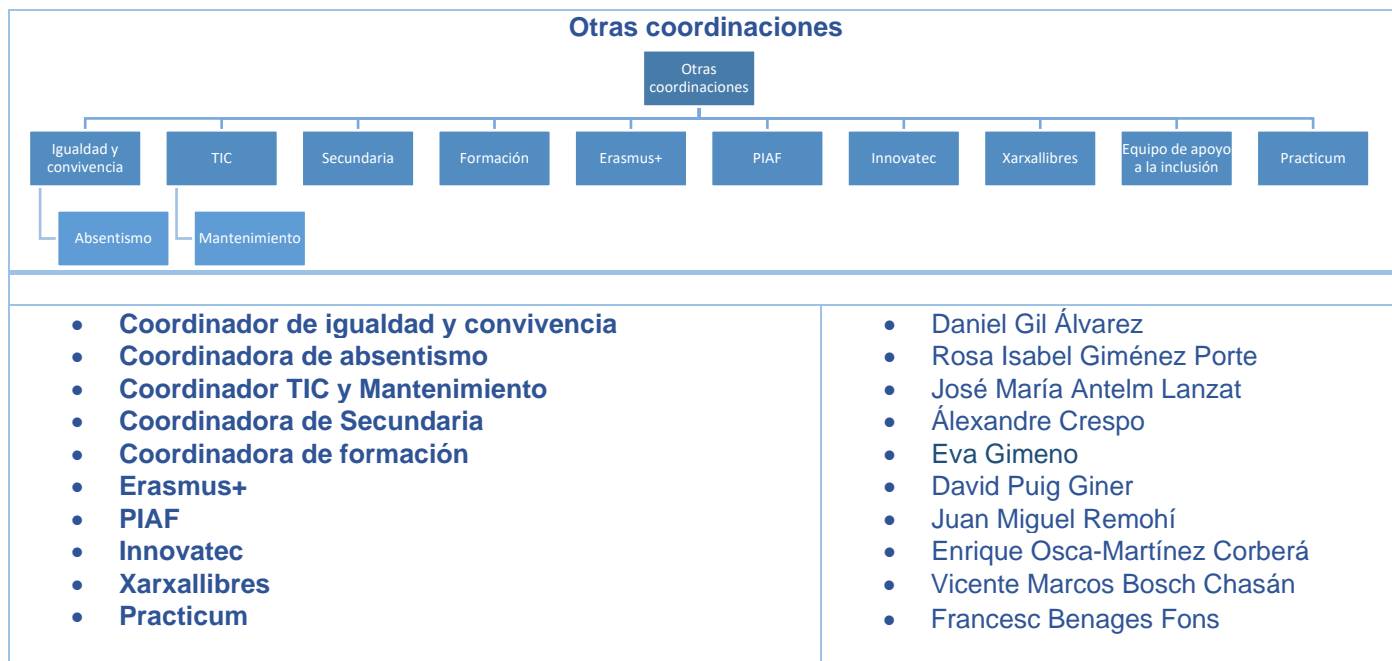 Otras coordinaciones
Otras
coordinaciones
Igualdad y
convivencia
TIC
Secundaria
Formación
Erasmus+
PIAF
Innovatec
Xarxallibres
Equipo de apoyo
a la inclusión
Practicum
Absentismo
Mantenimiento
• Coordinador de igualdad y convivencia
• Coordinadora de absentismo
• Coordinador TIC y Mantenimiento
• Coordinadora de Secundaria
• Coordinadora de formación
• Erasmus+
• PIAF
• Innovatec
• Xarxallibres
• Practicum
• Daniel Gil Álvarez
• Rosa Isabel Giménez Porte
• José María Antelm Lanzat
• Álexandre Crespo
• Eva Gimeno
• David Puig Giner
• Juan Miguel Remohí
• Enrique Osca-Martínez Corberá
• Vicente Marcos Bosch Chasán
• Francesc Benages Fons